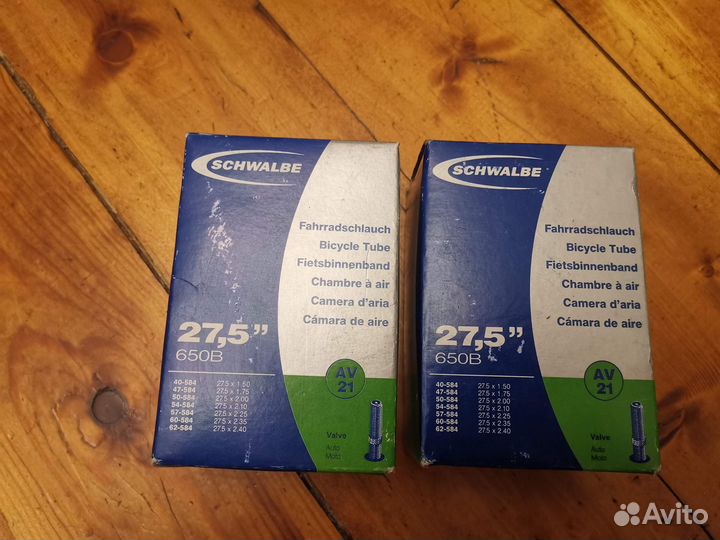 SCHWALBE
Fahrradschlauch
Bicycle Tube
Fietsbinnenband
Chambre à air
Camera d'aria
Cámara de aire
27,5”
650B
40-584 27.5 x 1.50
47-584 27.5 x 1.75
50-584 27.5 x 2.00
54-584 27.5 x 2.10
57-584 27.5 x 2.25
60-584 27.5 x 2.35
62-584 27.5 x 2.40
AV
21
Valve
Auto
Moto
SCHWALBE
Fahrradschlauch
Bicycle Tube
Fietsbinnenband
Chambre à air
Camera d'aria
Cámara de aire
27,5”
650B
40-584 27.5 x 1.50
47-584 27.5 x 1.75
50-584 27.5 x 2.00
54-584 27.5 x 2.10
57-584 27.5 x 2.25
60-584 27.5 x 2.35
62-584 27.5 x 2.40
AV
21
Valve
Auto
Moto
Avito